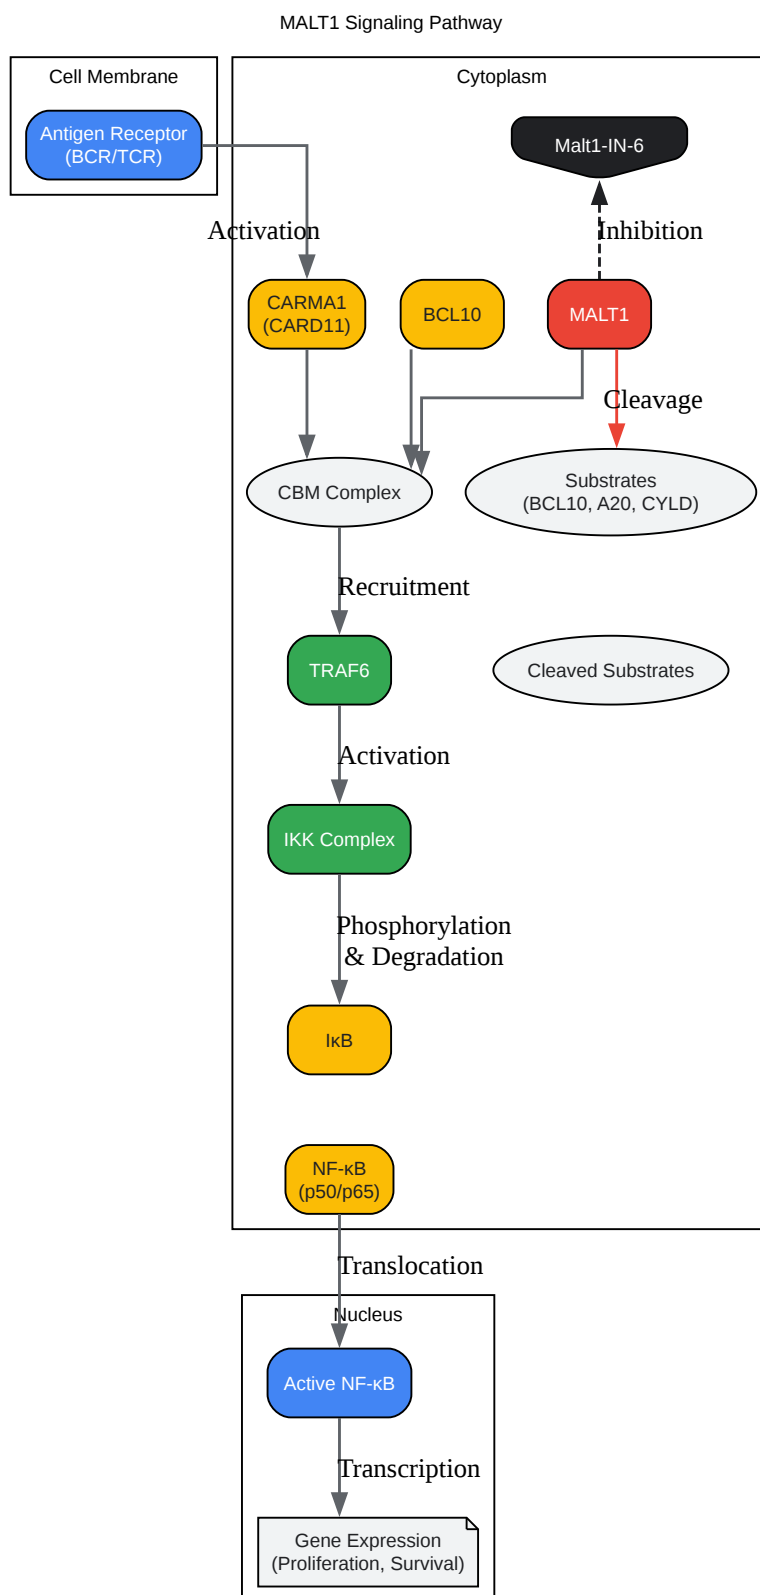 MALT1 Signaling Pathway
Cell Membrane
Cytoplasm
Antigen Receptor
(BCR/TCR)
Malt1-IN-6
Activation
Inhibition
CARMA1
(CARD11)
BCL10
MALT1
Cleavage
CBM Complex
Substrates
(BCL10, A20, CYLD)
Recruitment
TRAF6
Cleaved Substrates
Activation
IKK Complex
Phosphorylation
& Degradation
IκB
NF-κB
(p50/p65)
Translocation
Nucleus
Active NF-κB
Transcription
Gene Expression
(Proliferation, Survival)